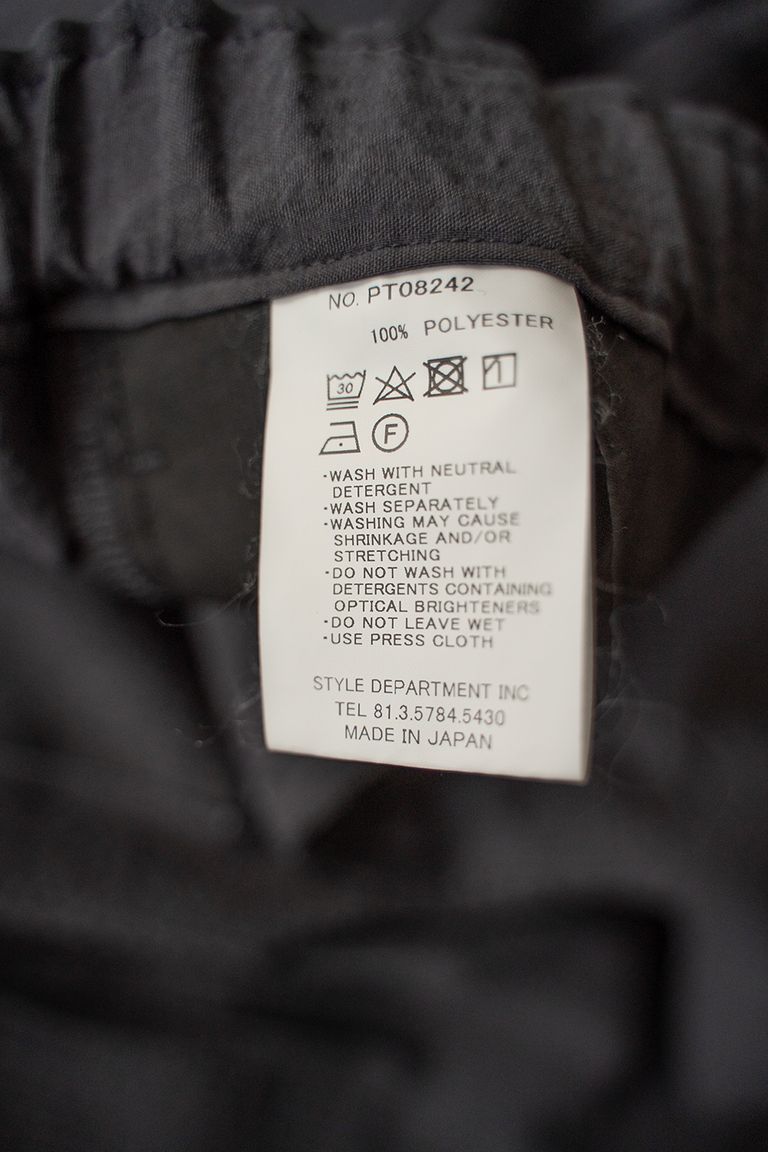 NO. PT08242
100% POLYESTER
30
F
·WASH WITH NEUTRAL
DETERGENT
·WASH SEPARATELY
·WASHING MAY CAUSE
SHRINKAGE AND/OR
STRETCHING
·DO NOT WASH WITH
DETERGENTS CONTAINING
OPTICAL BRIGHTENERS
·DO NOT LEAVE WET
·USE PRESS CLOTH
STYLE DEPARTMENT INC
TEL 81.3.5784.5430
MADE IN JAPAN